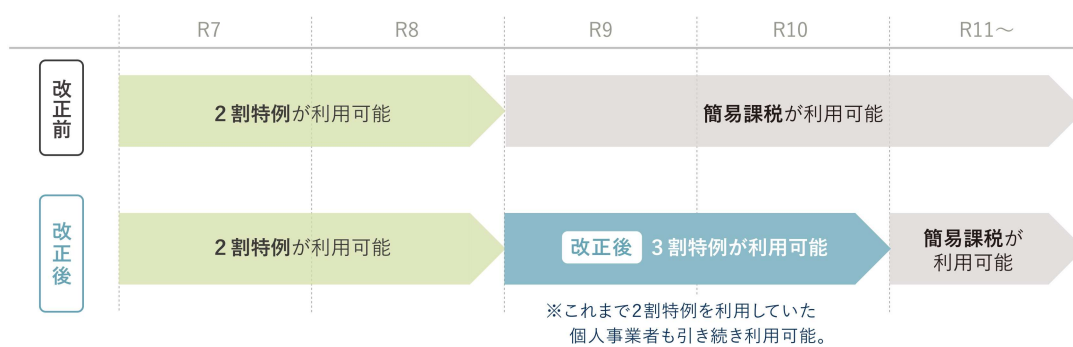 R7 R8 R9 R10 R11～
改正前
2割特例が利用可能 簡易課税が利用可能
改正後
2割特例が利用可能 改正後 3割特例が利用可能 簡易課税が
利用可能
※これまで2割特例を利用していた
個人事業者も引き続き利用可能。